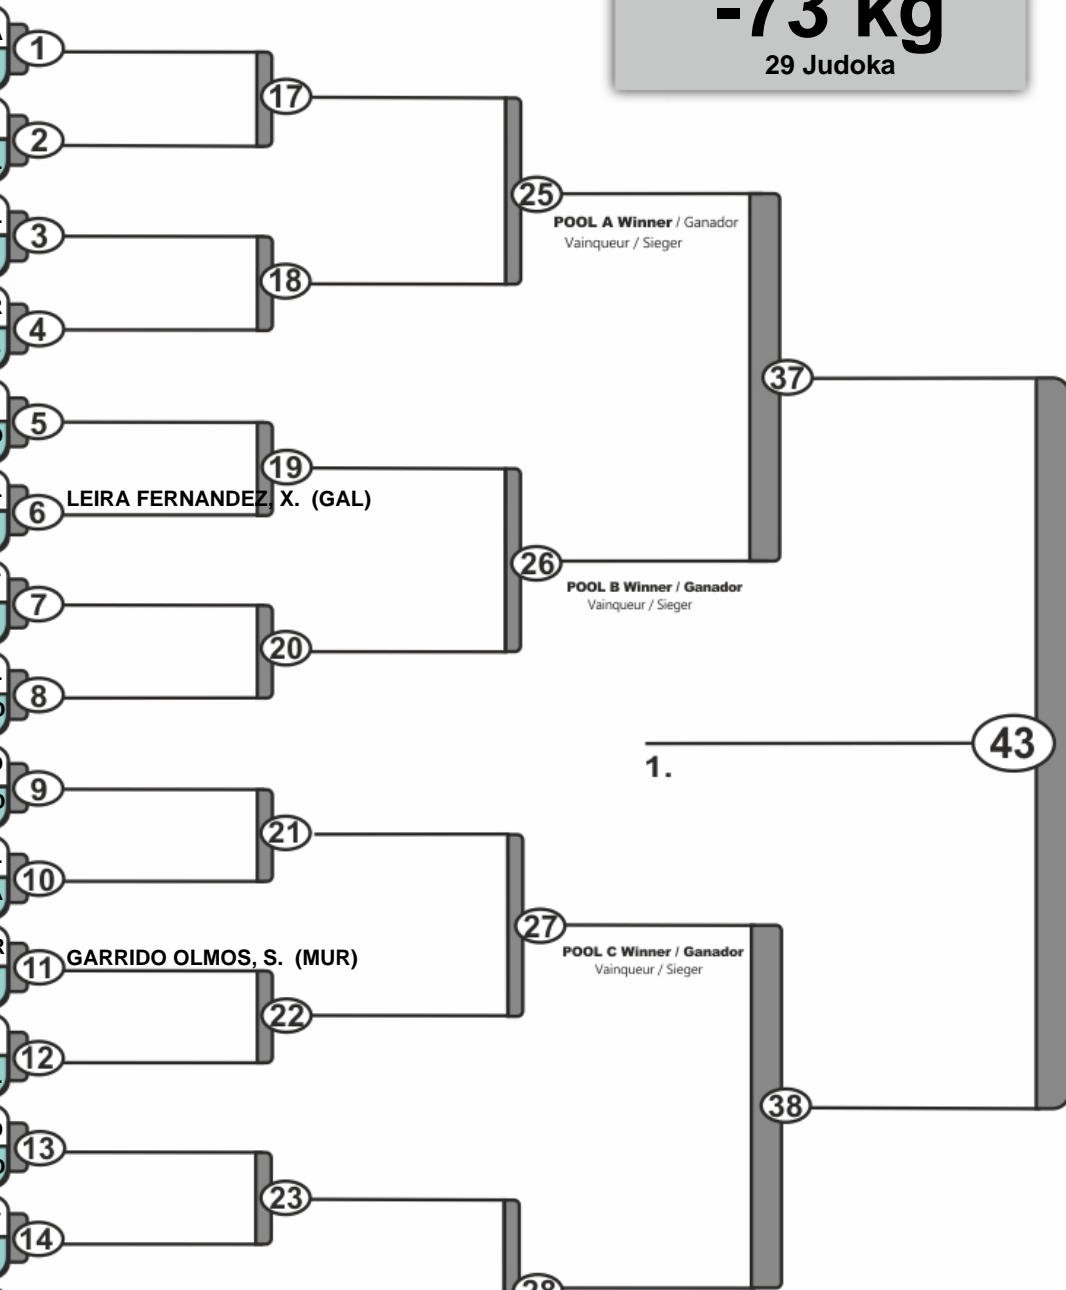 -73 kg
29 Judoka
1
17
2
25
POOL A Winner / Ganador
Vainqueur / Sieger
3
18
4
37
5
19
LEIRA FERNANDEZ, X. (GAL)
6
26
POOL B Winner / Ganador
Vainqueur / Sieger
7
20
8
43
1.
9
21
10
27
POOL C Winner / Ganador
Vainqueur / Sieger
GARRIDO OLMOS, S. (MUR)
11
22
12
38
13
23
14
28